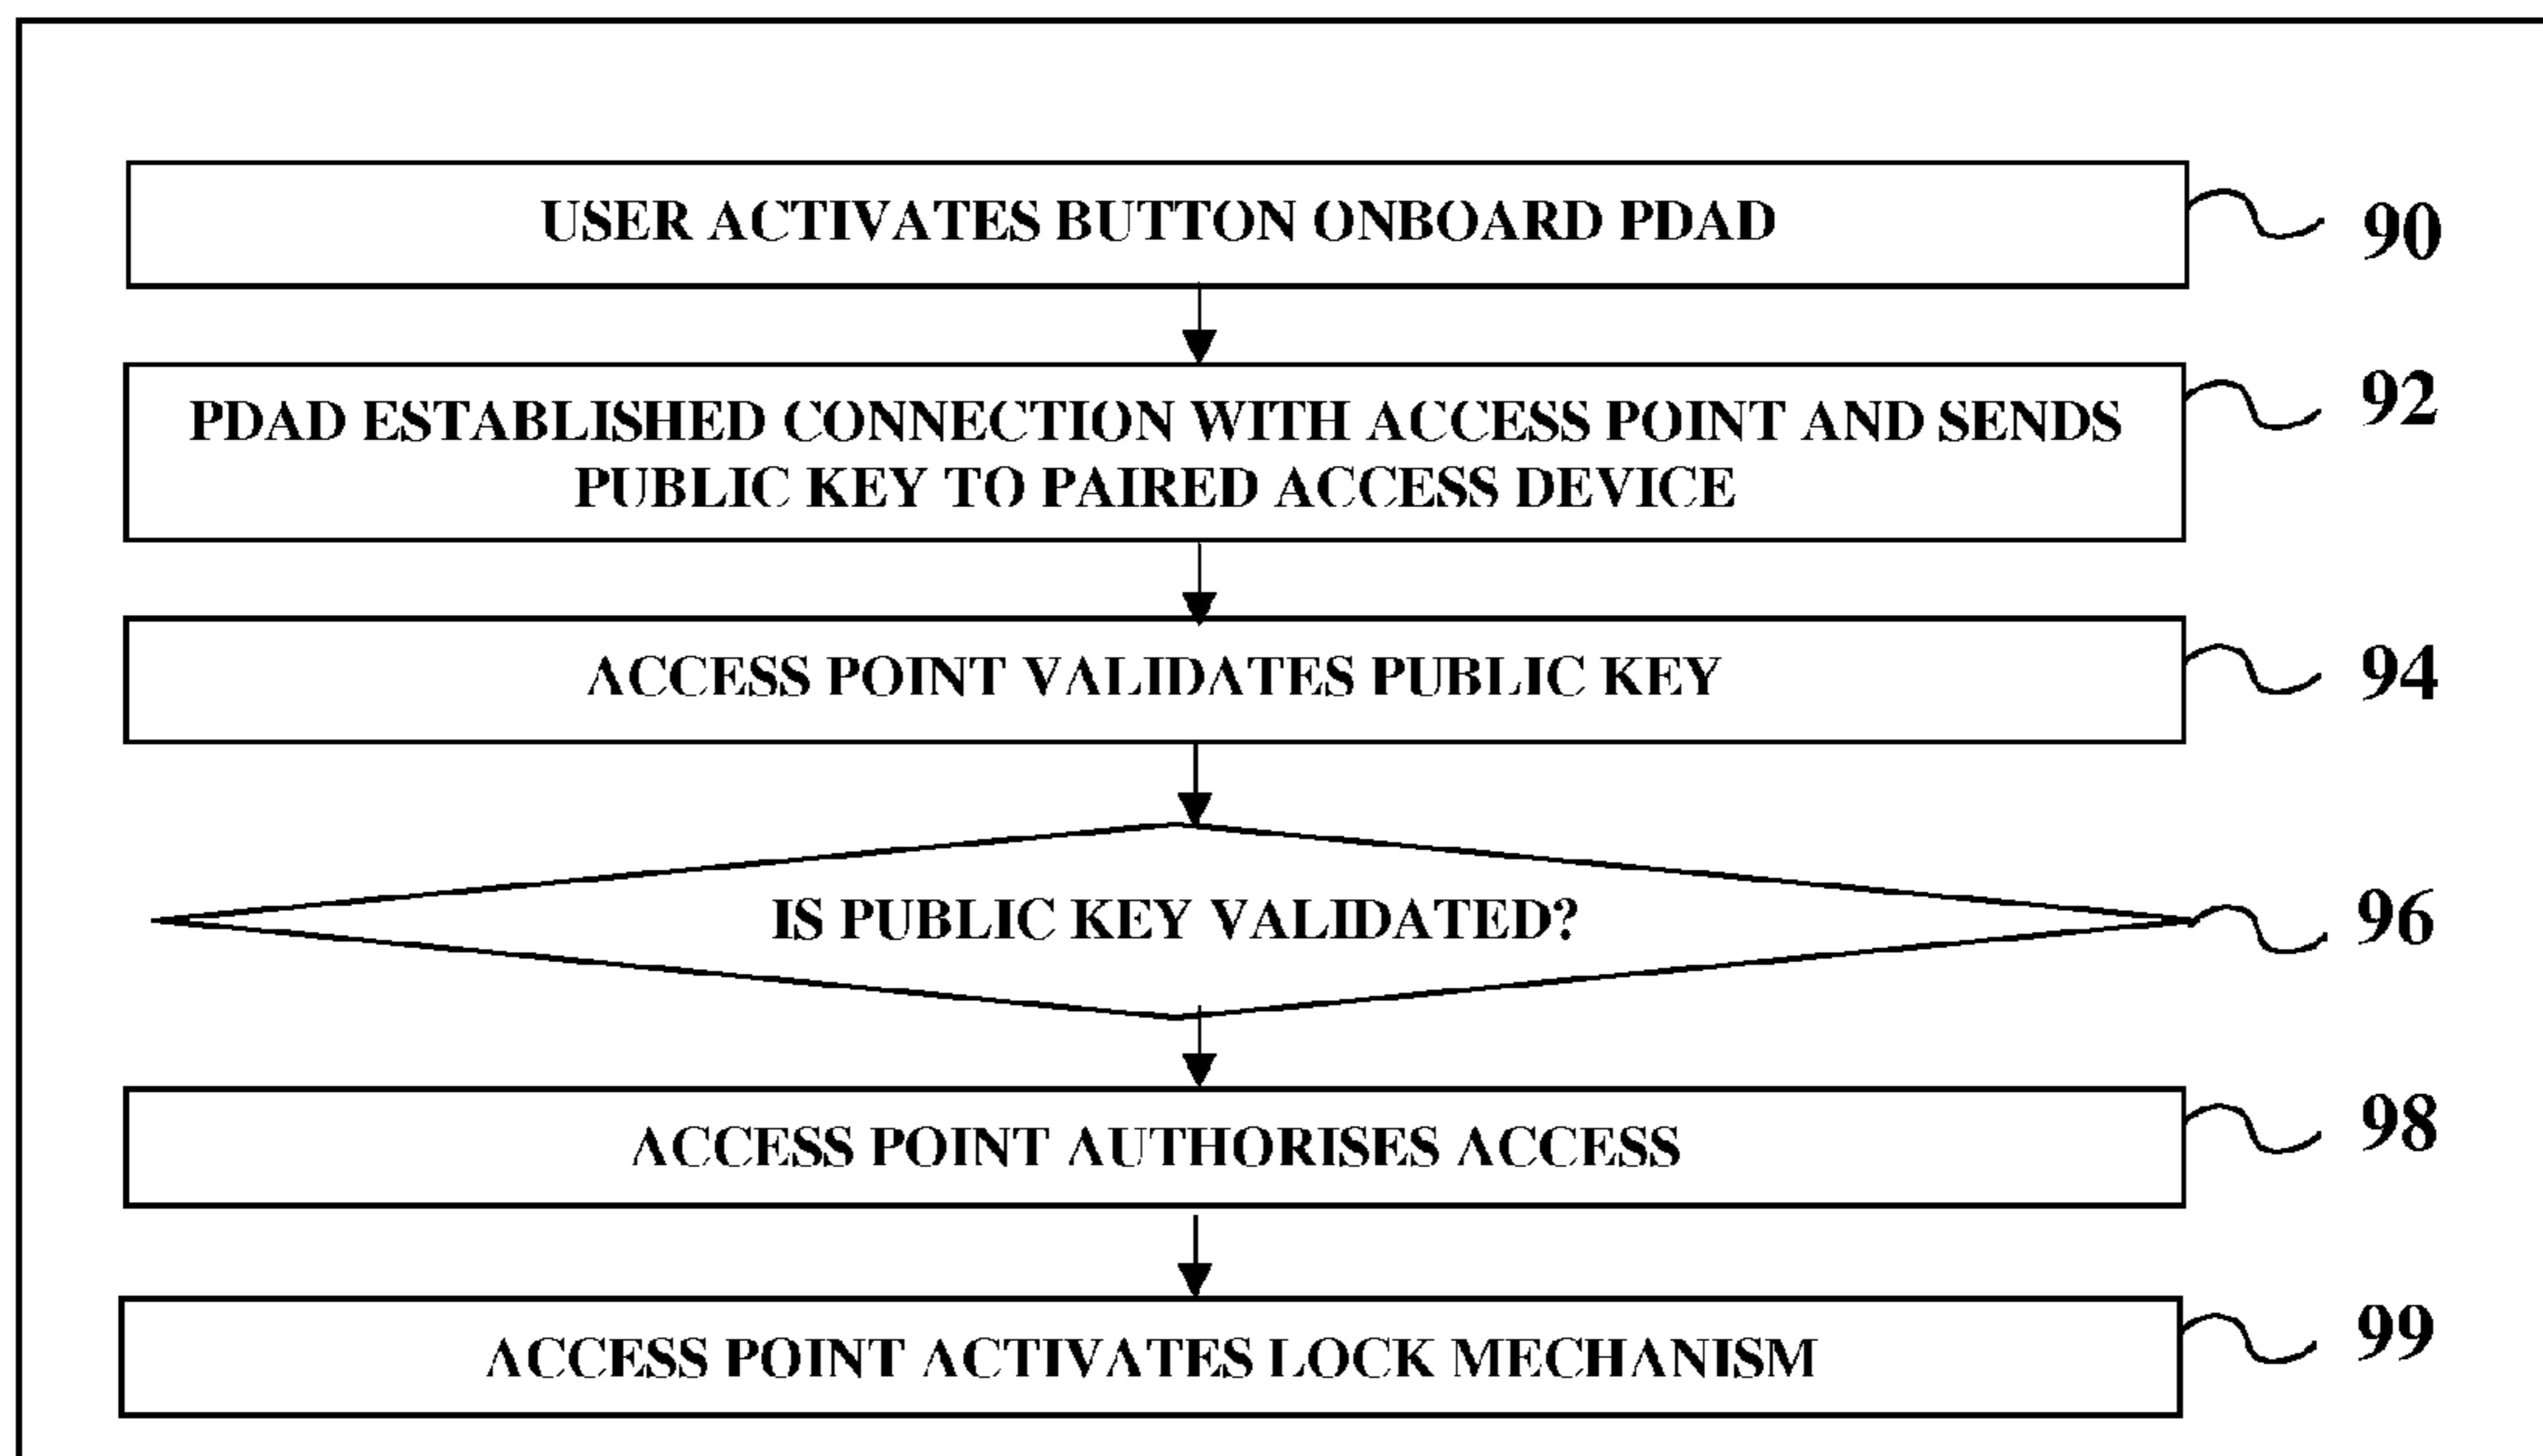 USER ACTIVATES BUTTON ONBOARD PDAD
90
PDAD ESTABLISHED CONNECTION WITH ACCESS POINT AND SENDS
PUBLIC KEY TO PAIRED ACCESS DEVICE
92
ACCESS POINT VALIDATES PUBLIC KEY
94
IS PUBLIC KEY VALIDATED?
96
ACCESS POINT AUTHORISES ACCESS
98
ACCESS POINT ACTIVATES LOCK MECHANISM
99